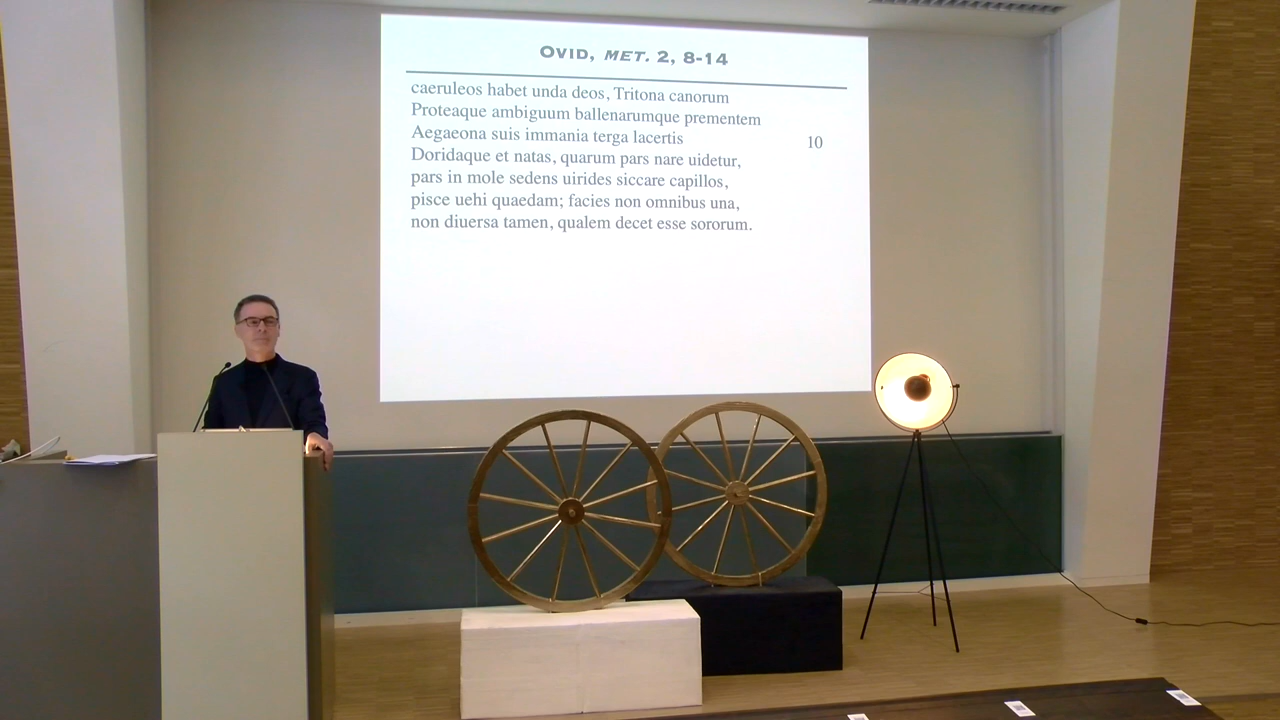 OVID, MET. 2, 8-14
caeruleos habet unda deos, Tritona canorum
Proteaque ambiguum ballenarumque prementem
Aegaeona suis immania terga lacertis 10
Doridaque et natas, quarum pars nare uidetur,
pars in mole sedens uirides siccare capillos,
pisce uehi quaedam; facies non omnibus una,
non diuersa tamen, qualem decet esse sororum.